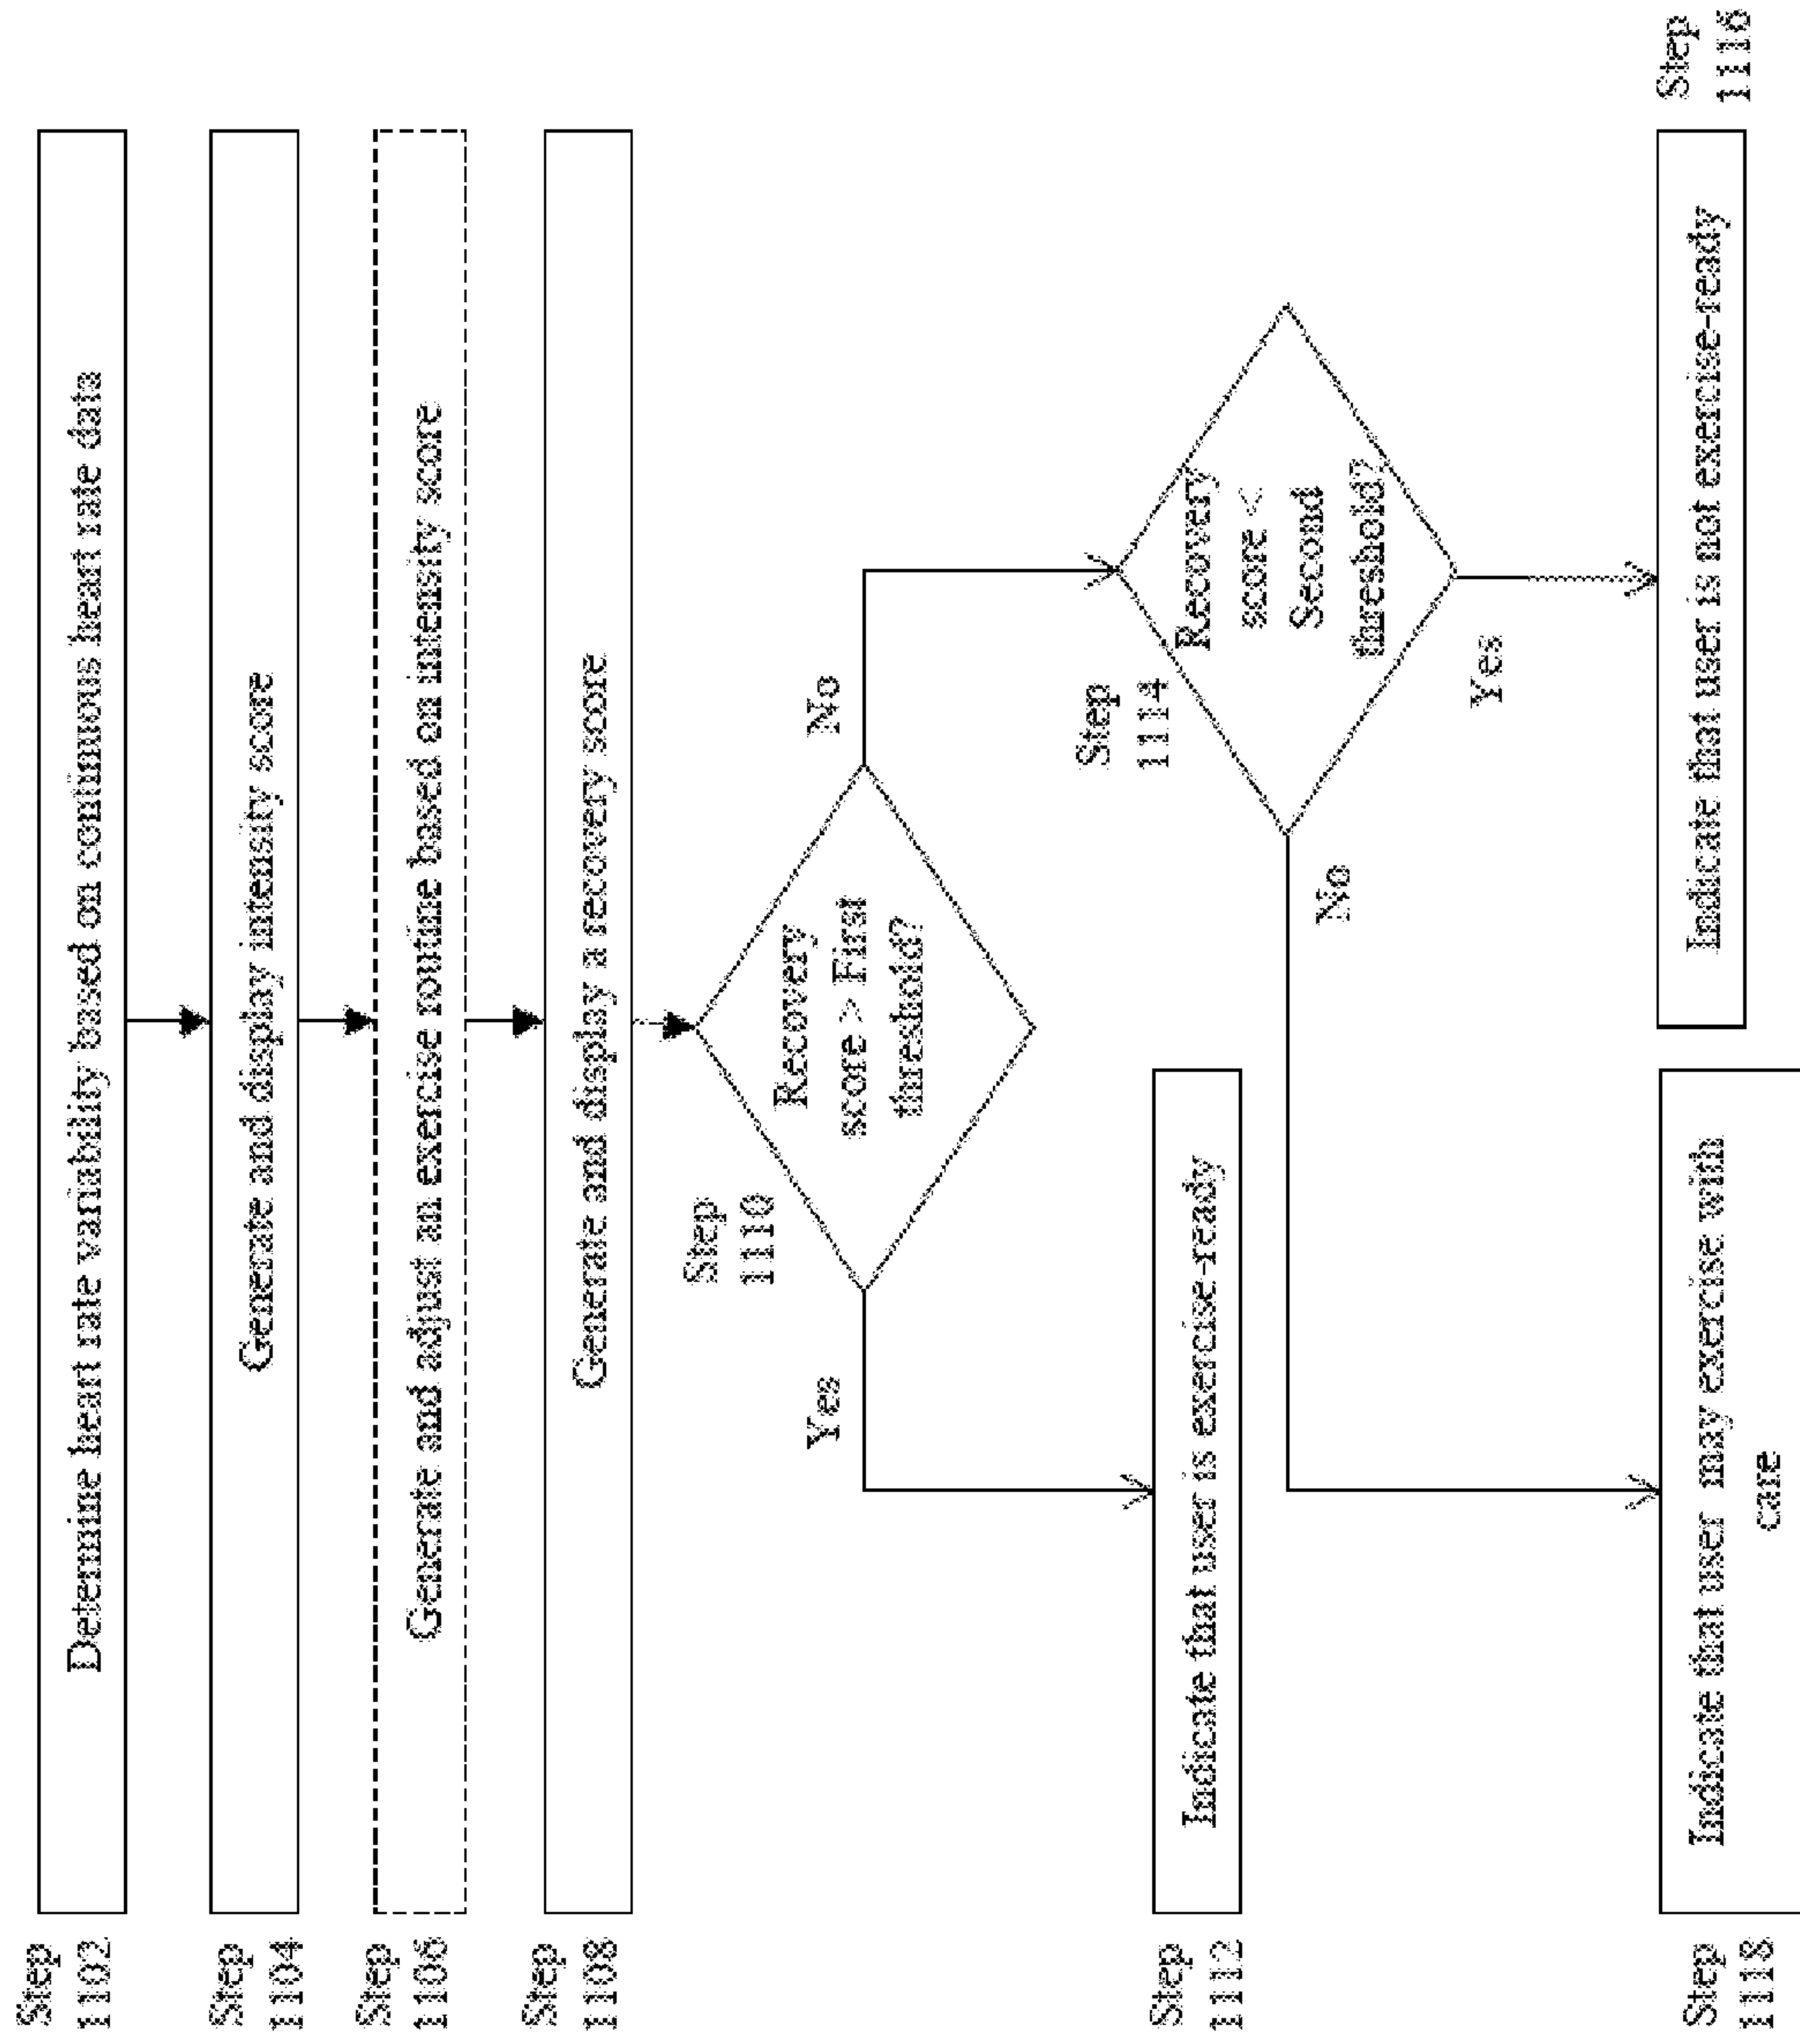 Step
1102
Determine heart rate variability based on continuous heart rate data
Step
1104
Generate and display intensity score
Step
1106
Generate and adjust an exercise routine based on intensity score
Step
1108
Generate and display a recovery score
Step
1110
Recovery
score > First
threshold?
Yes
No
Step
1112
Indicate that user is exercise-ready
Step
1114
Recovery
score <
Second
threshold?
No
Yes
Step
1118
Indicate that user may exercise with
care
Indicate that user is not exercise-ready
Step
1116